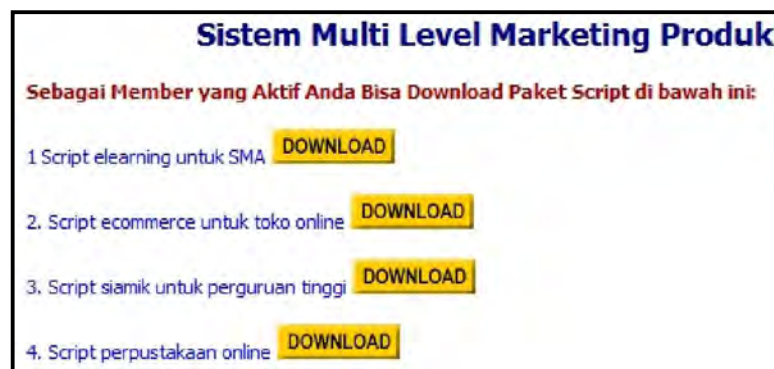 Sistem Multi Level Marketing Produk
Sebagai Member yang Aktif Anda Bisa Download Paket Script di bawah ini:
1 Script elearning untuk SMA DOWNLOAD
2. Script ecommerce untuk toko online DOWNLOAD
3. Script siamik untuk perguruan tinggi DOWNLOAD
4. Script perpustakaan online DOWNLOAD